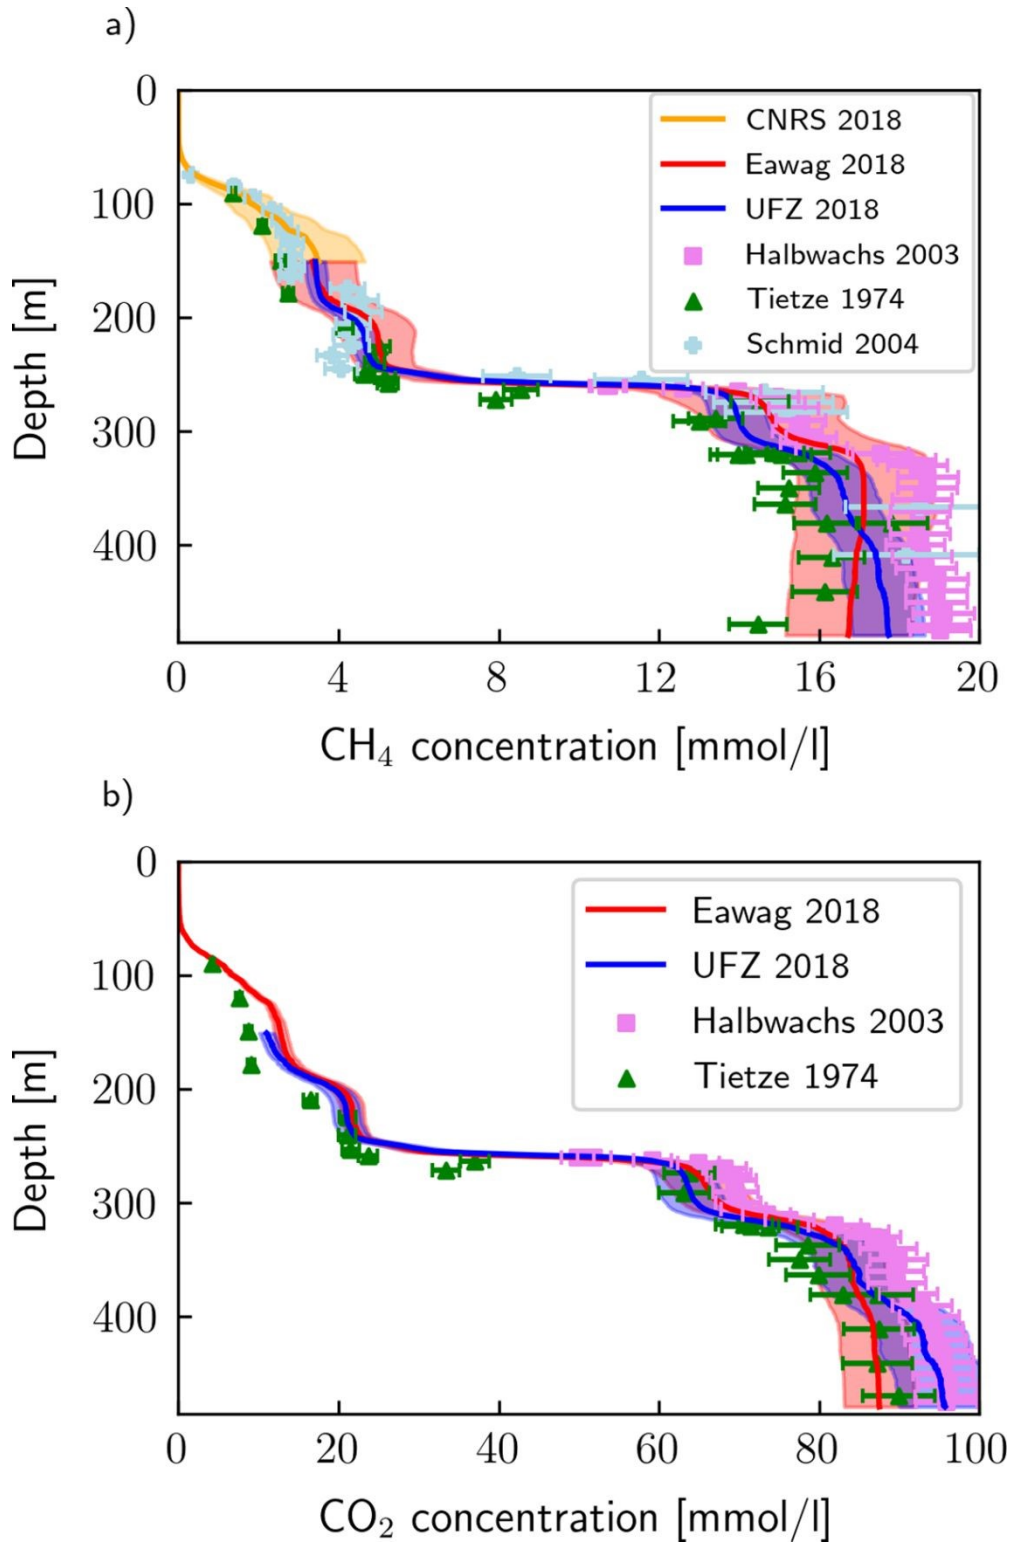 a)
0
100
200
300
400
Depth [m]
CNRS 2018
Eawag 2018
UFZ 2018
Halbwachs 2003
Tietze 1974
Schmid 2004
0 4 8 12 16 20
CH₄ concentration [mmol/l]
b)
0
100
200
300
400
Depth [m]
Eawag 2018
UFZ 2018
Halbwachs 2003
Tietze 1974
0 20 40 60 80 100
CO₂ concentration [mmol/l]